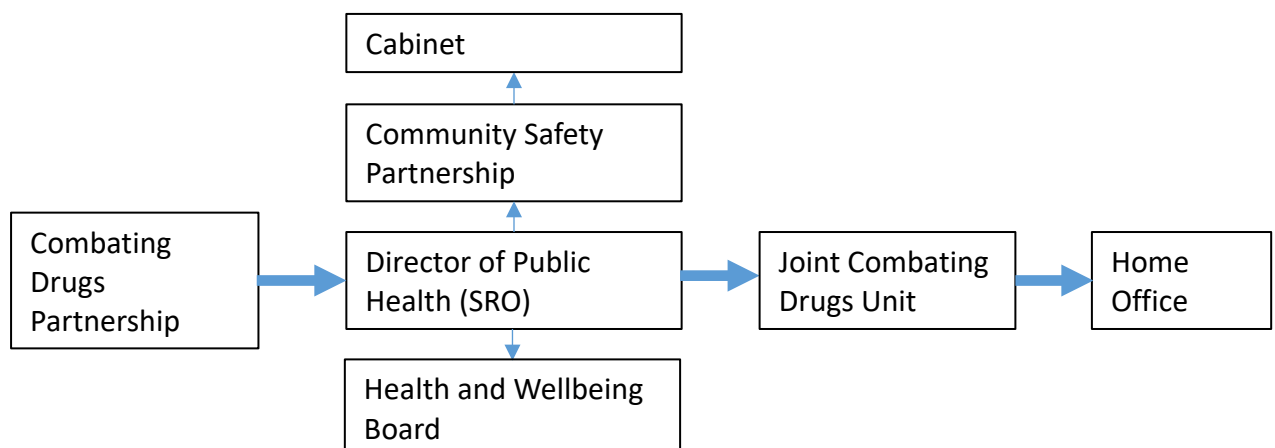 Cabinet
Community Safety
Partnership
Combating
Drugs
Partnership
Director of Public
Health (SRO)
Joint Combating
Drugs Unit
Home
Office
Health and Wellbeing
Board